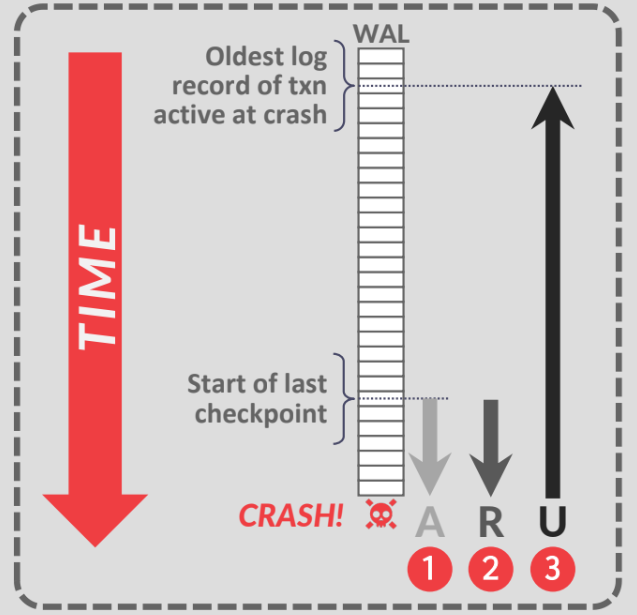 WAL
Oldest log
record of txn
active at crash
TIME
Start of last
checkpoint
CRASH!
A R U
1 2 3